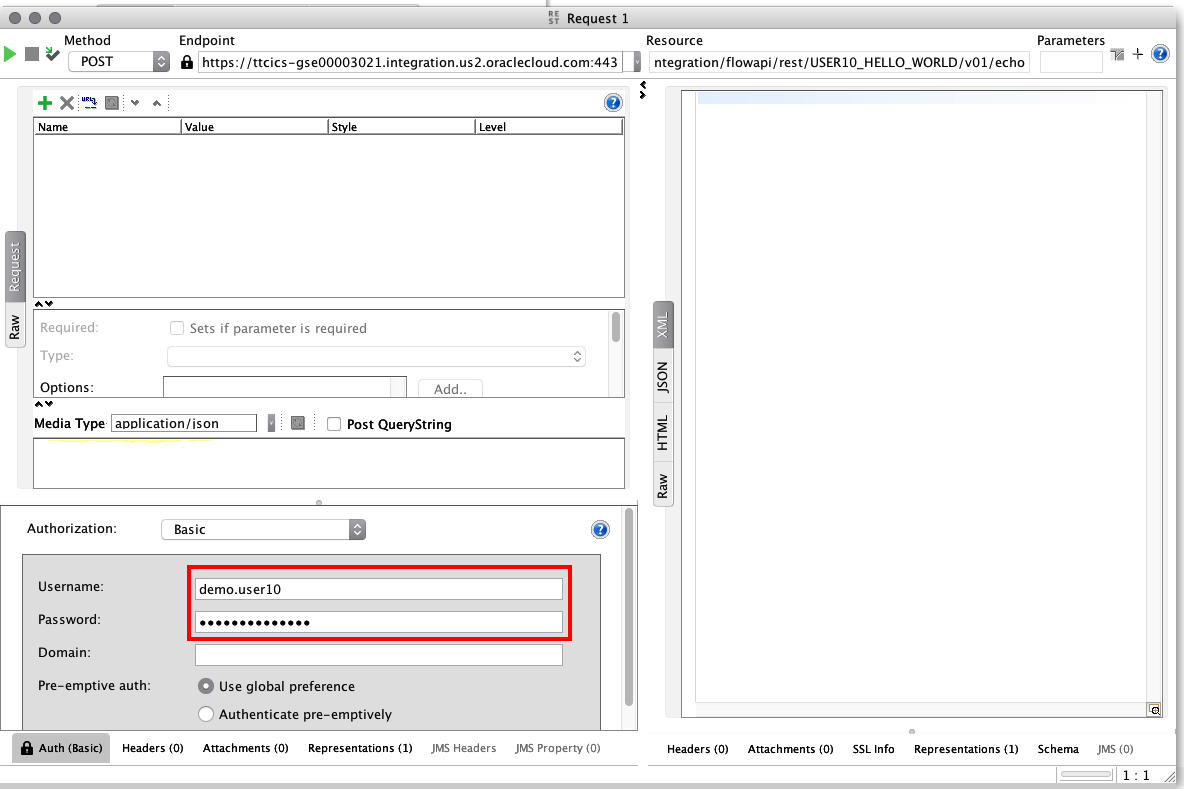 REST Request 1
Method Endpoint Resource Parameters
POST https://ttcics-gse00003021.integration.us2.oraclecloud.com:443 ntegration/flowapi/rest/USER10_HELLO_WORLD/v01/echo
Name Value Style Level
Request
Raw
Required: Sets if parameter is required
Type:
Options: Add..
Media Type application/json Post QueryString
Authorization: Basic
Username: demo.user10
Password: ••••••••••••••
Domain:
Pre-emptive auth: Use global preference
Authenticate pre-emptively
Auth (Basic) Headers (0) Attachments (0) Representations (1) JMS Headers JMS Property (0)
XML
JSON
HTML
Raw
Headers (0) Attachments (0) SSL Info Representations (1) Schema JMS (0)
1 : 1